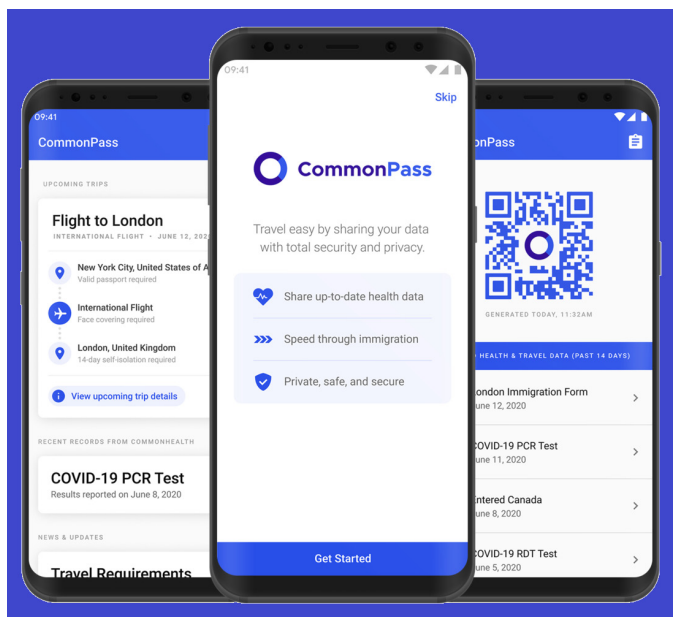 09:41
CommonPass
UPCOMING TRIPS
Flight to London
INTERNATIONAL FLIGHT • JUNE 12, 202
New York City, United States of A
Valid passport required
International Flight
Face covering required
London, United Kingdom
14-day self-isolation required
View upcoming trip details
RECENT RECORDS FROM COMMONHEALTH
COVID-19 PCR Test
Results reported on June 8, 2020
NEWS & UPDATES
Travel Requirements
09:41
Skip
CommonPass
Travel easy by sharing your data
with total security and privacy.
Share up-to-date health data
Speed through immigration
Private, safe, and secure
Get Started
onPass
GENERATED TODAY, 11:32AM
HEALTH & TRAVEL DATA (PAST 14 DAYS)
ondon Immigration Form
une 12, 2020
OVID-19 PCR Test
une 11, 2020
ntered Canada
une 8, 2020
OVID-19 RDT Test
une 5, 2020